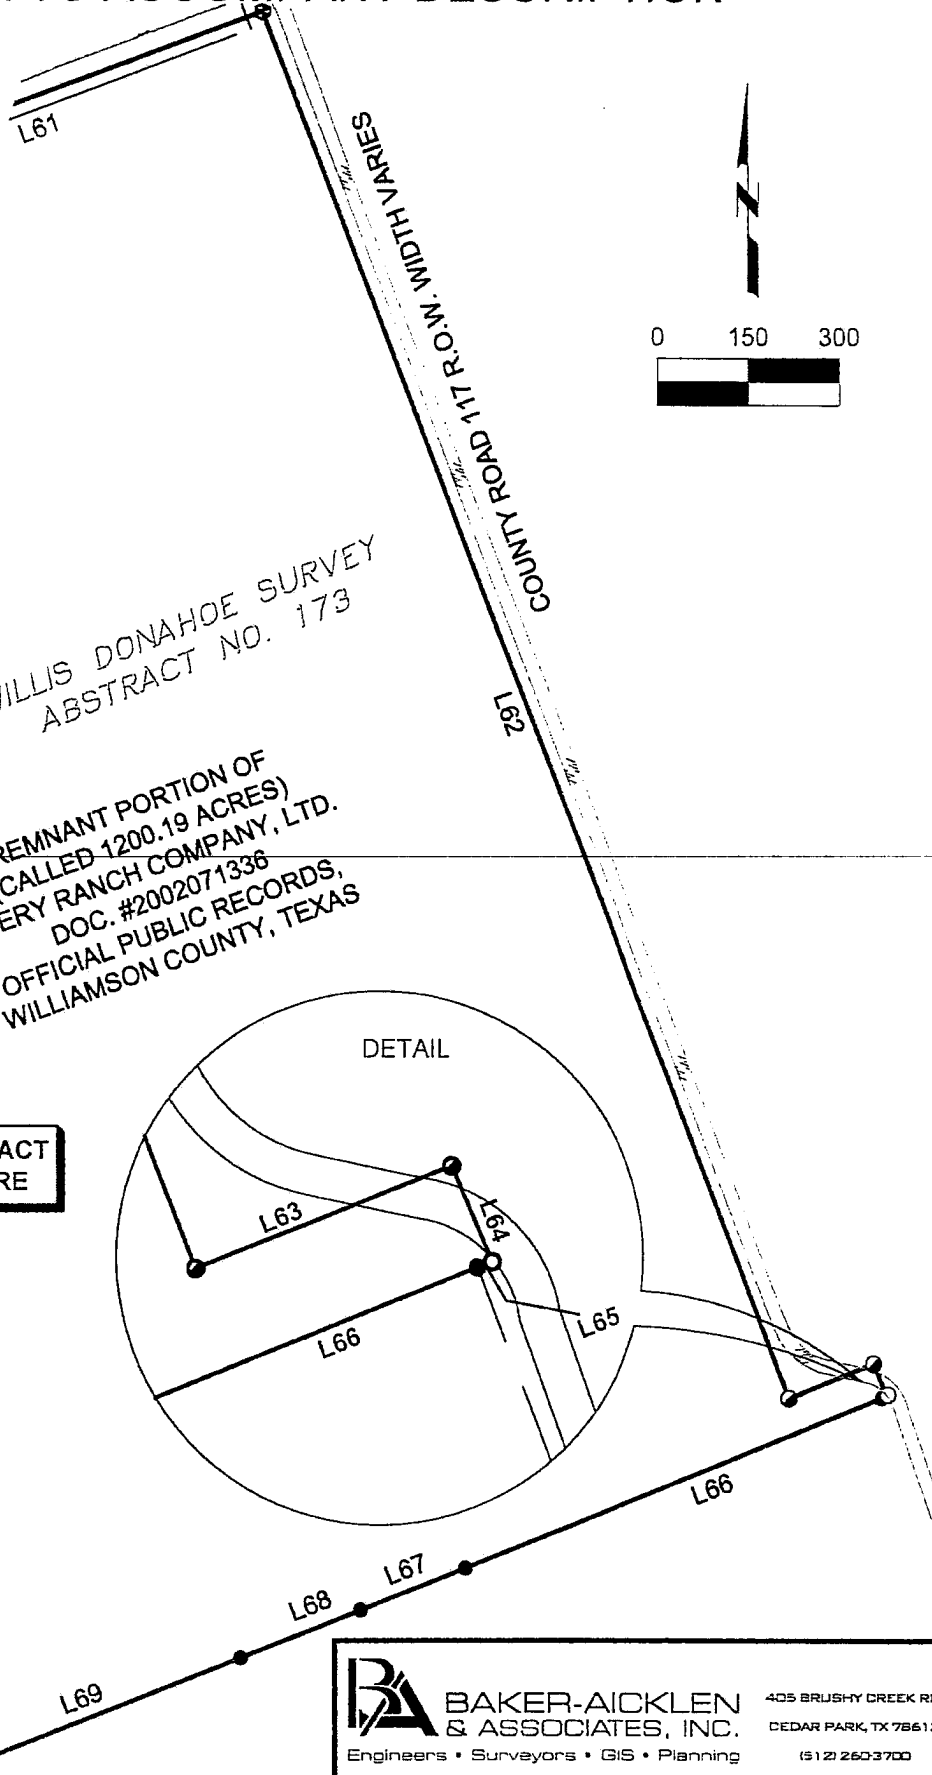 L61
COUNTY ROAD 117 R.O.W. WIDTH VARIES
N
0 150 300
WILLIS DONAHOE SURVEY
ABSTRACT NO. 173
L62
REMNANT PORTION OF
(CALLED 1200.19 ACRES)
ERY RANCH COMPANY, LTD.
DOC. #2002071336
OFFICIAL PUBLIC RECORDS,
WILLIAMSON COUNTY, TEXAS
DETAIL
ACT
RE
L63
L64
L65
L66
L66
L67
L68
L69
BA
BAKER-AICKLEN
& ASSOCIATES, INC.
Engineers • Surveyors • GIS • Planning
405 BRUSHY CREEK R
CEDAR PARK, TX 7861
(512) 260-3700